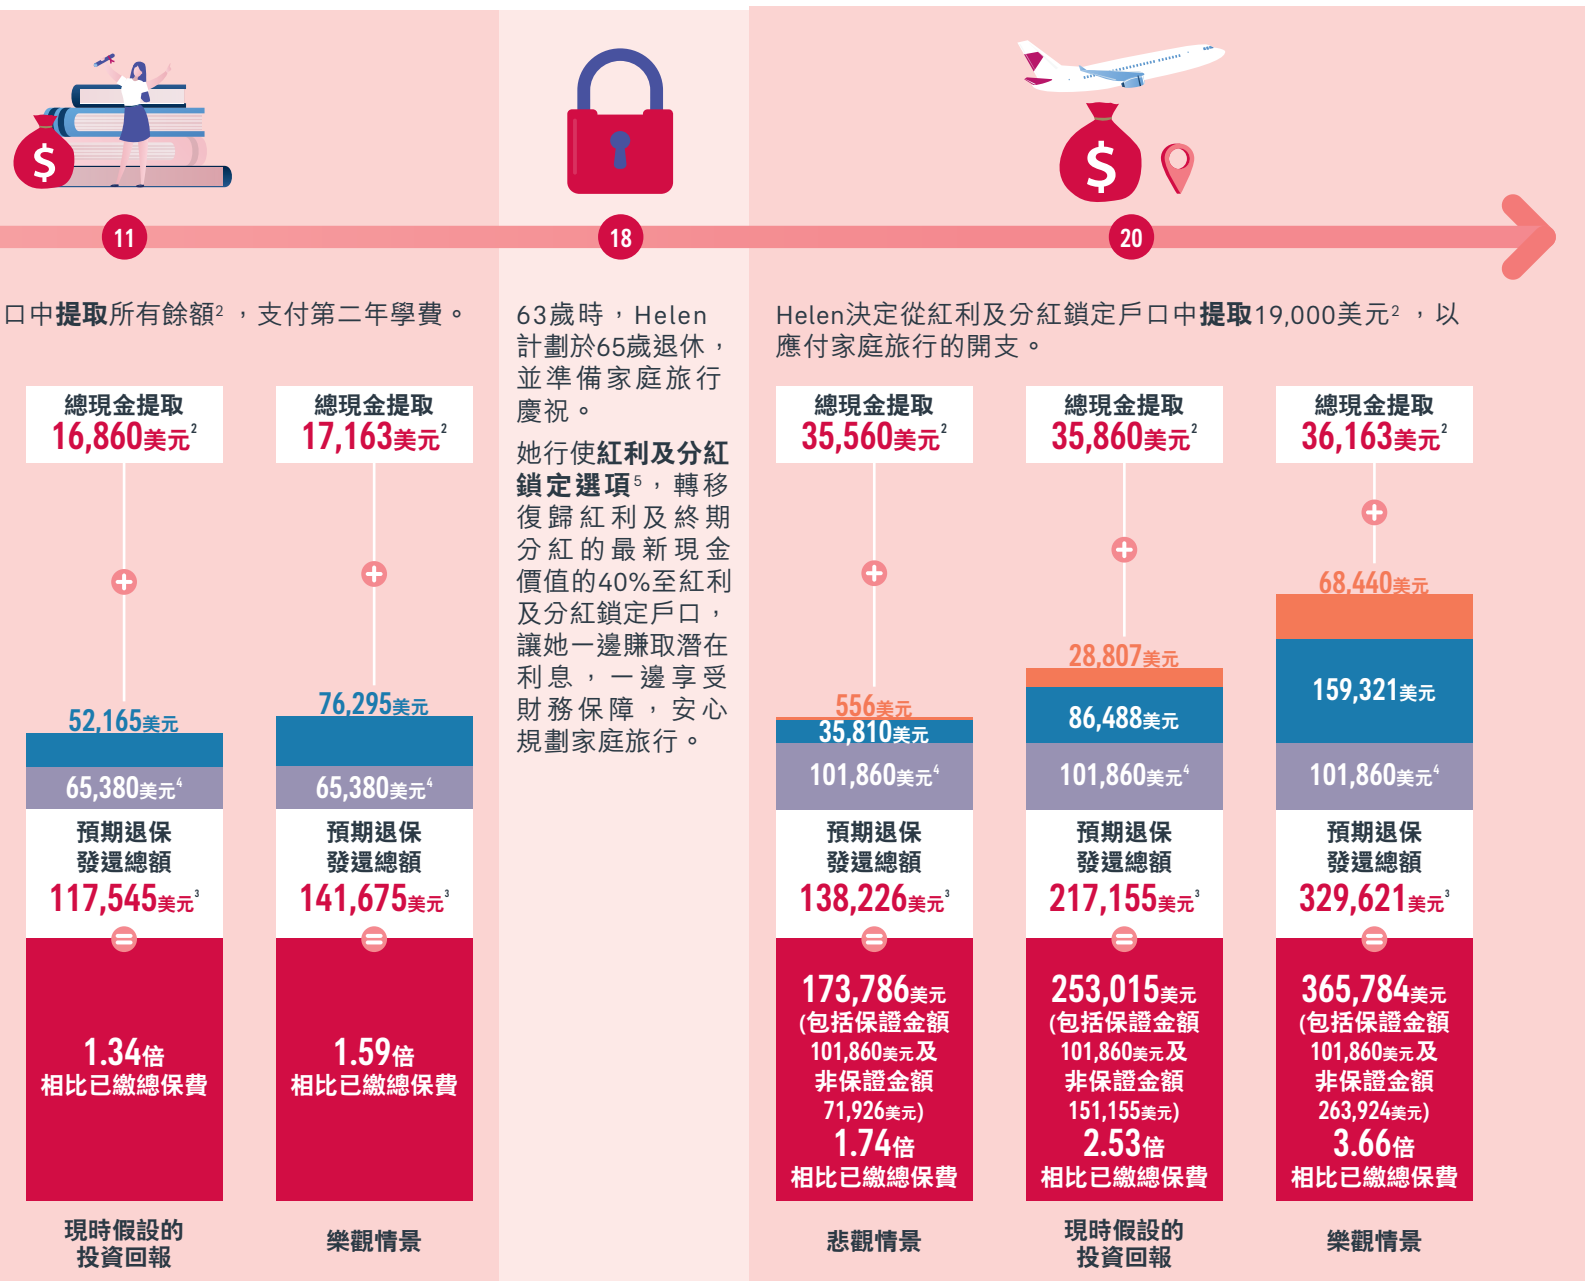 $
$
11
18
20
口中提取所有餘額2，支付第二年學費。
總現金提取
16,860美元2
52,165美元
65,380美元4
預期退保
發還總額
117,545美元3
1.34倍
相比已繳總保費
現時假設的
投資回報
總現金提取
17,163美元2
76,295美元
65,380美元4
預期退保
發還總額
141,675美元3
1.59倍
相比已繳總保費
樂觀情景
63歲時，Helen
計劃於65歲退休，
並準備家庭旅行
慶祝。
她行使紅利及分紅
鎖定選項5，轉移
復歸紅利及終期
分紅的最新現金
價值的40%至紅利
及分紅鎖定戶口，
讓她一邊賺取潛在
利息，一邊享受
財務保障，安心
規劃家庭旅行。
Helen決定從紅利及分紅鎖定戶口中提取19,000美元2，以
應付家庭旅行的開支。
總現金提取
35,560美元2
556美元
35,810美元
101,860美元4
預期退保
發還總額
138,226美元3
173,786美元
(包括保證金額
101,860美元及
非保證金額
71,926美元)
1.74倍
相比已繳總保費
悲觀情景
總現金提取
35,860美元2
28,807美元
86,488美元
101,860美元4
預期退保
發還總額
217,155美元3
253,015美元
(包括保證金額
101,860美元及
非保證金額
151,155美元)
2.53倍
相比已繳總保費
現時假設的
投資回報
總現金提取
36,163美元2
68,440美元
159,321美元
101,860美元4
預期退保
發還總額
329,621美元3
365,784美元
(包括保證金額
101,860美元及
非保證金額
263,924美元)
3.66倍
相比已繳總保費
樂觀情景